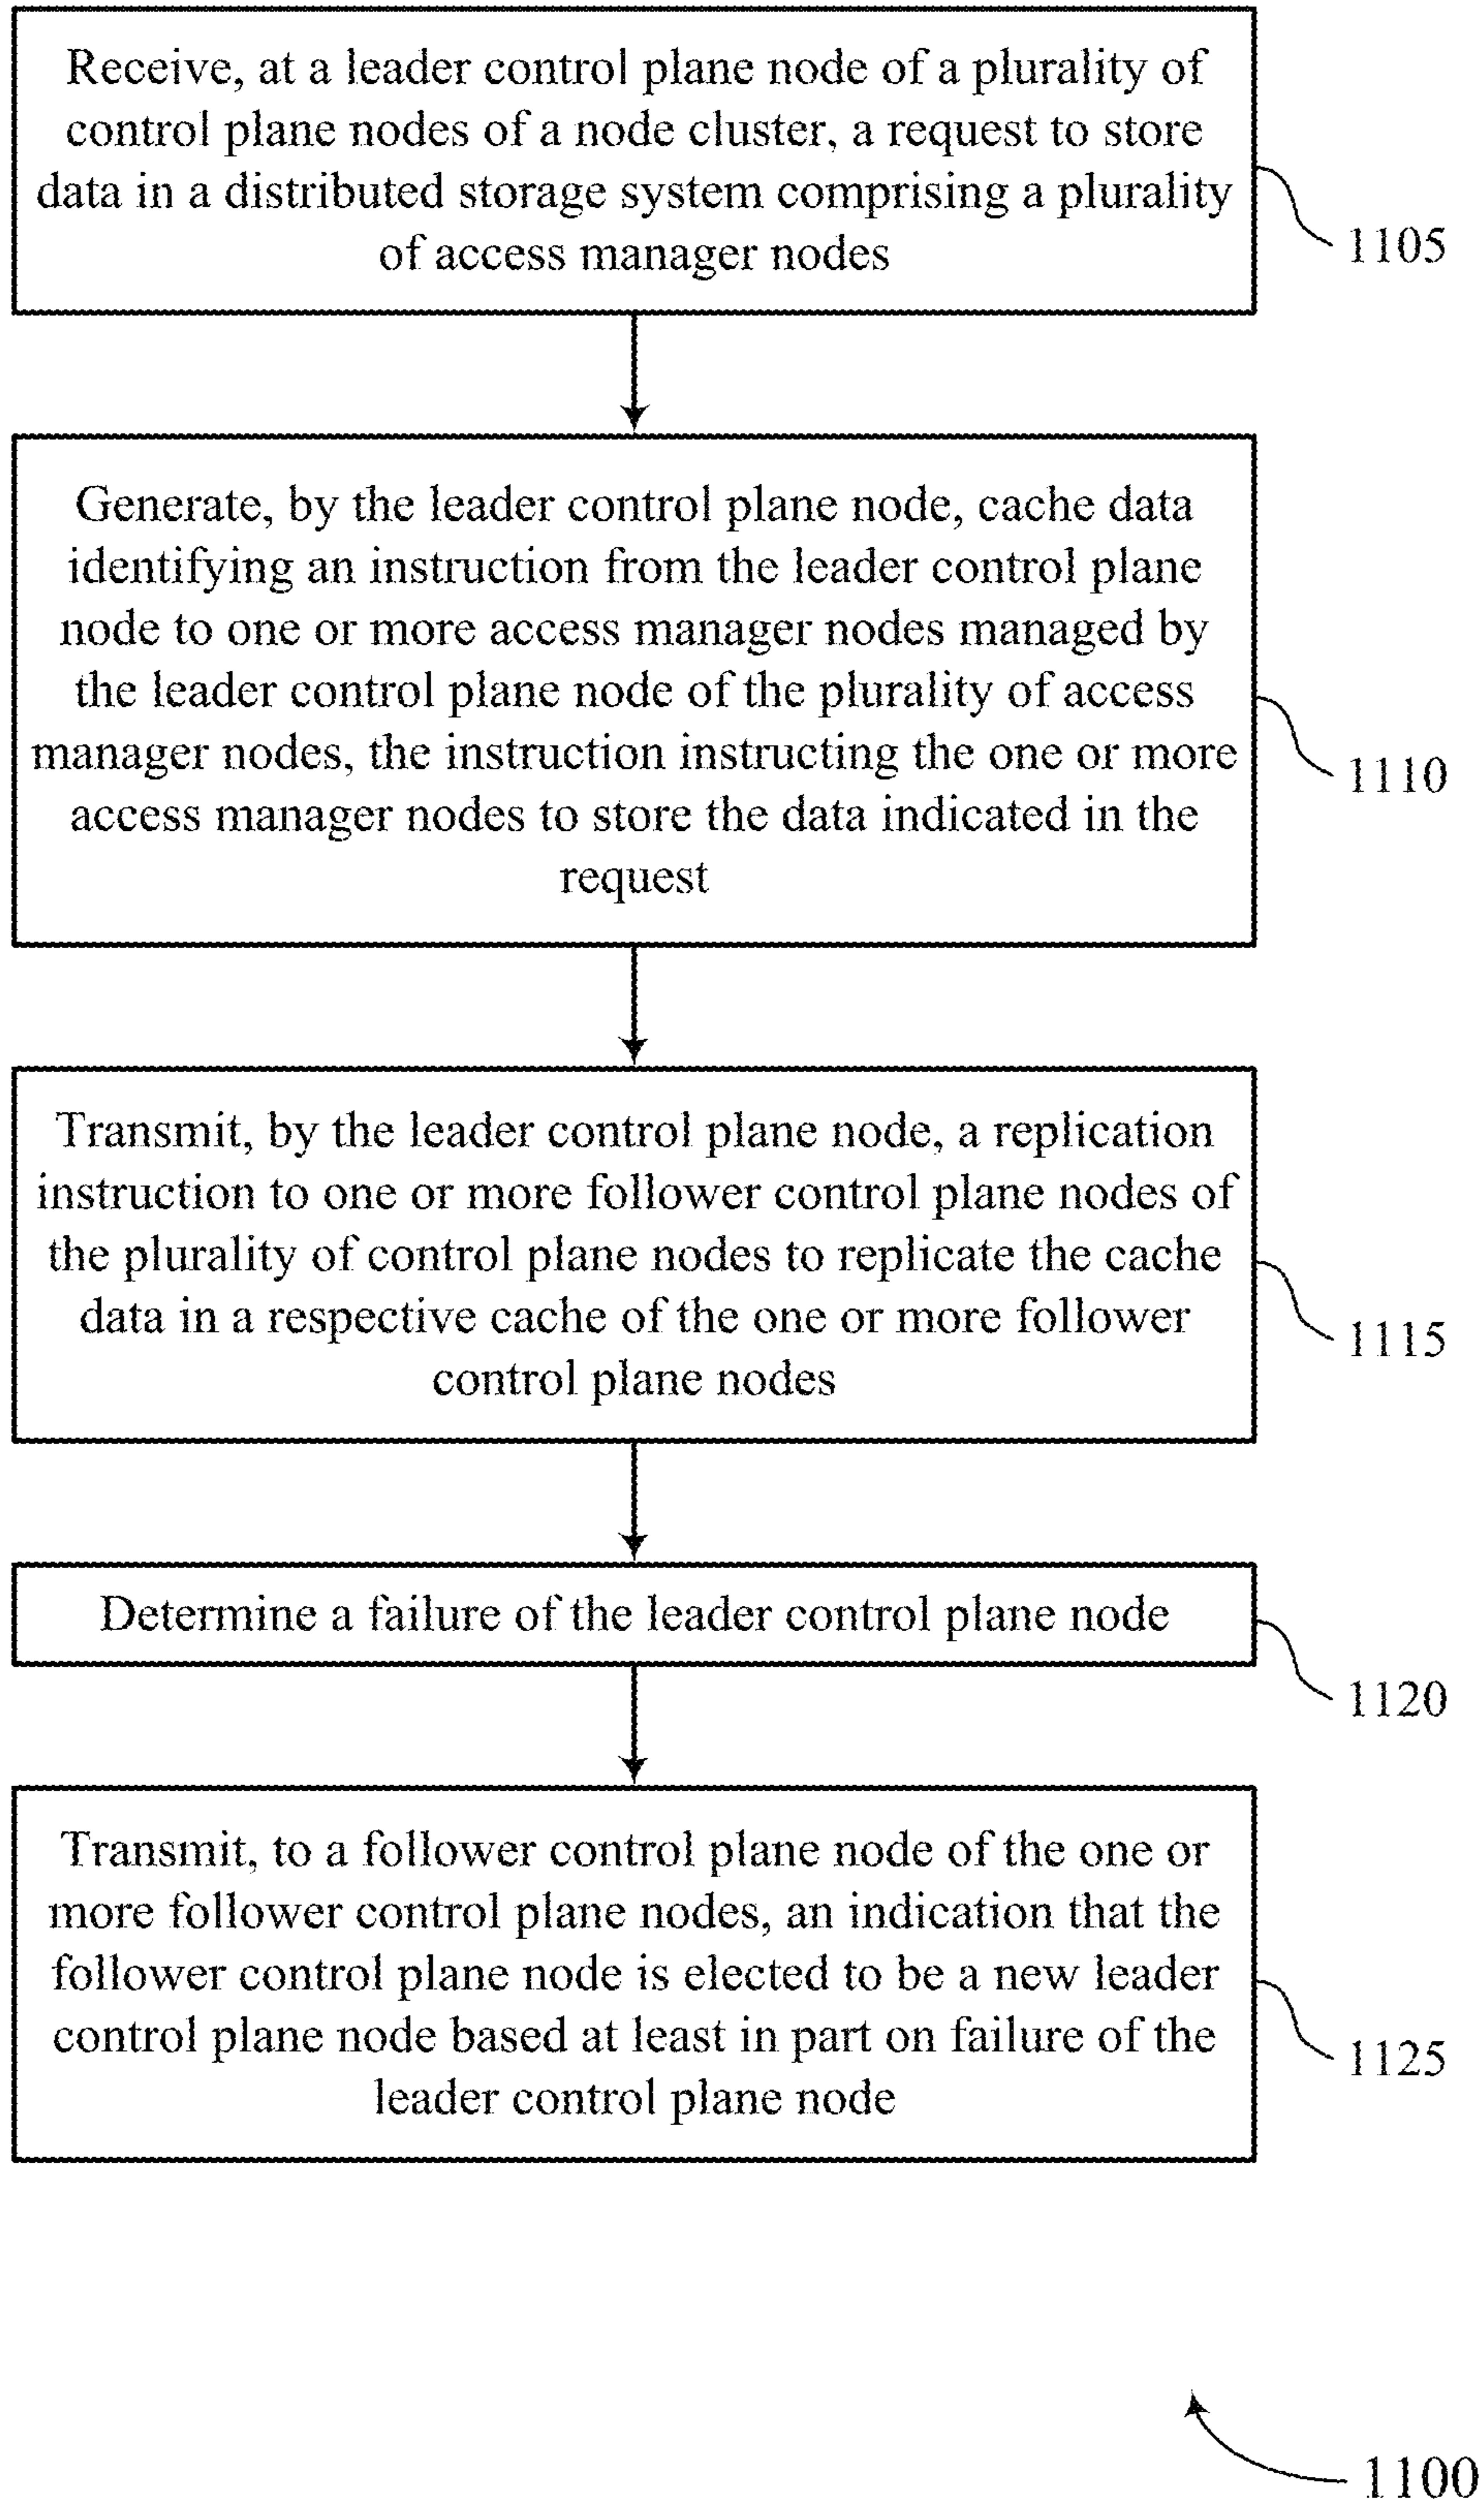 Receive, at a leader control plane node of a plurality of
control plane nodes of a node cluster, a request to store
data in a distributed storage system comprising a plurality
of access manager nodes
1105
Generate, by the leader control plane node, cache data
identifying an instruction from the leader control plane
node to one or more access manager nodes managed by
the leader control plane node of the plurality of access
manager nodes, the instruction instructing the one or more
access manager nodes to store the data indicated in the
request
1110
Transmit, by the leader control plane node, a replication
instruction to one or more follower control plane nodes of
the plurality of control plane nodes to replicate the cache
data in a respective cache of the one or more follower
control plane nodes
1115
Determine a failure of the leader control plane node
1120
Transmit, to a follower control plane node of the one or
more follower control plane nodes, an indication that the
follower control plane node is elected to be a new leader
control plane node based at least in part on failure of the
leader control plane node
1125
1100